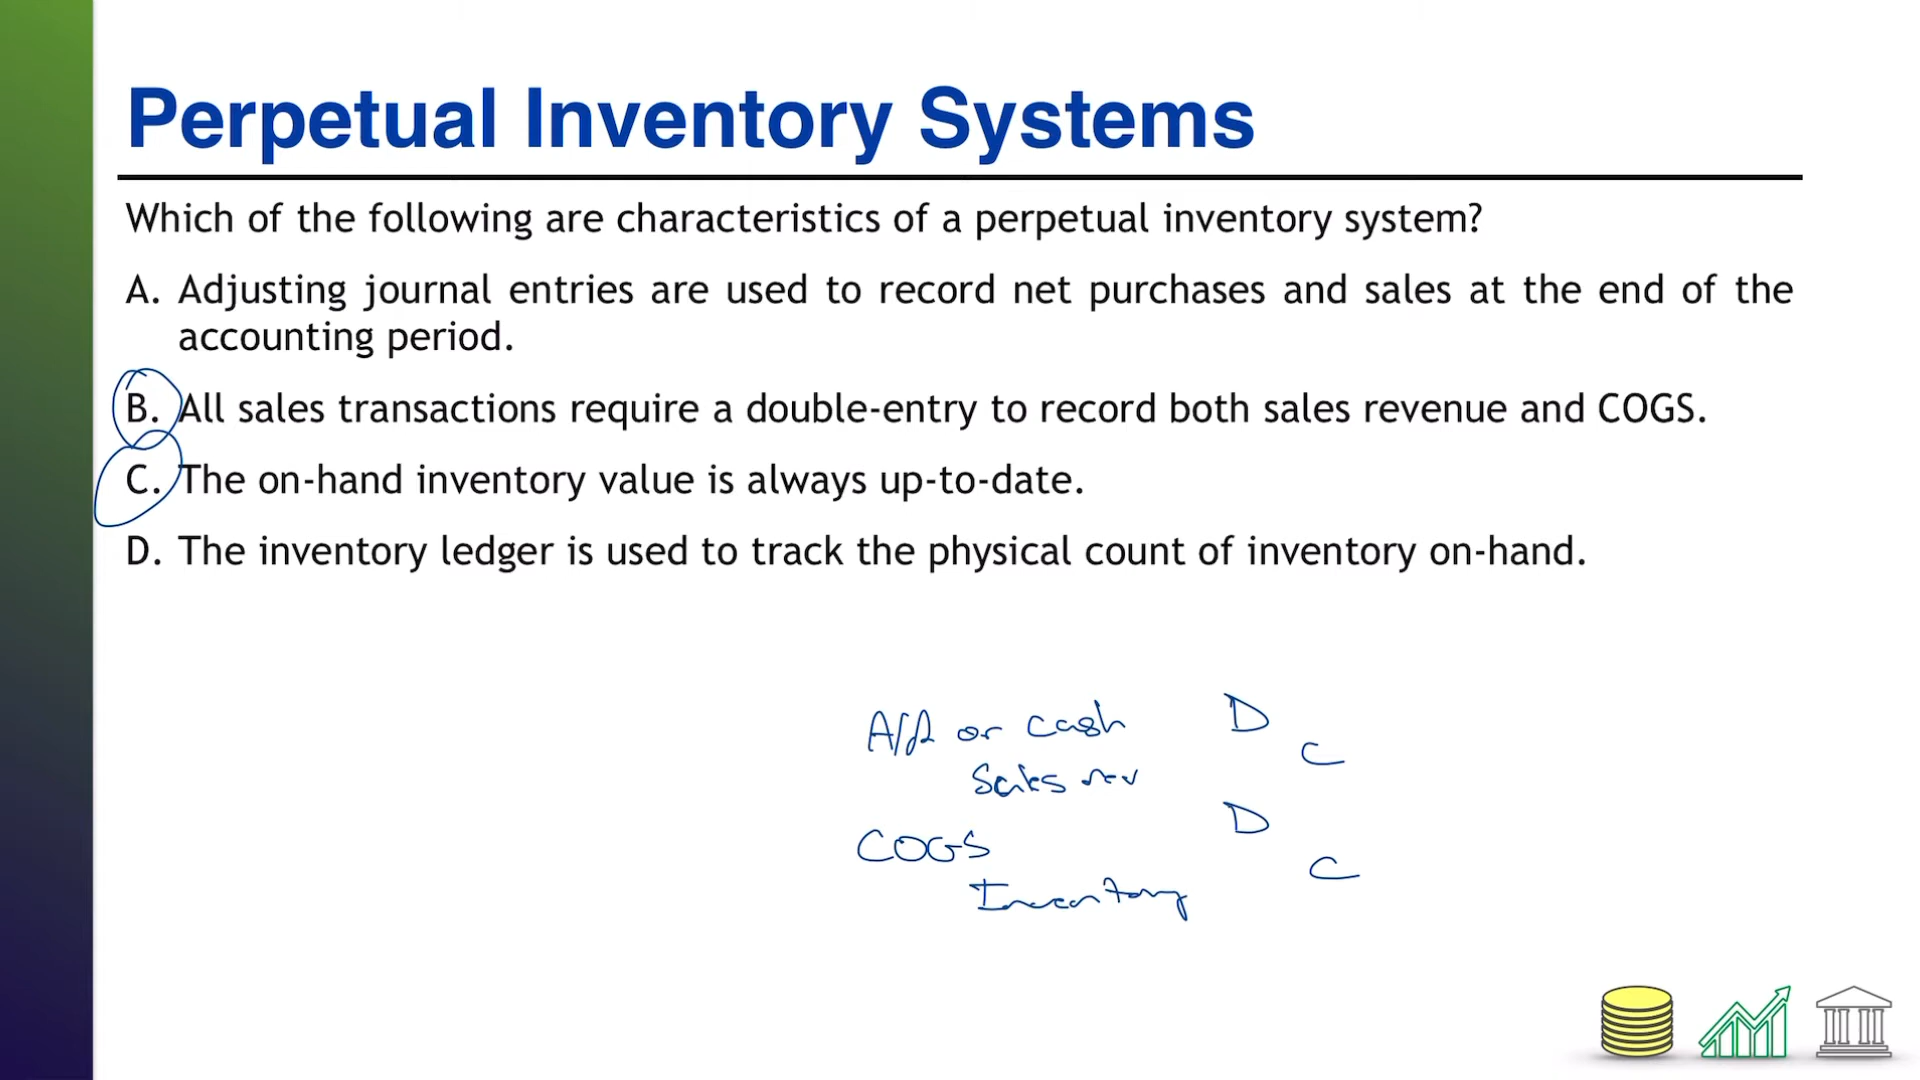 Perpetual Inventory Systems
Which of the following are characteristics of a perpetual inventory system?
A. Adjusting journal entries are used to record net purchases and sales at the end of the
accounting period.
B. All sales transactions require a double-entry to record both sales revenue and COGS.
C. The on-hand inventory value is always up-to-date.
D. The inventory ledger is used to track the physical count of inventory on-hand.
A/R or cash D
Sales rev C
COGS D
Inventory C